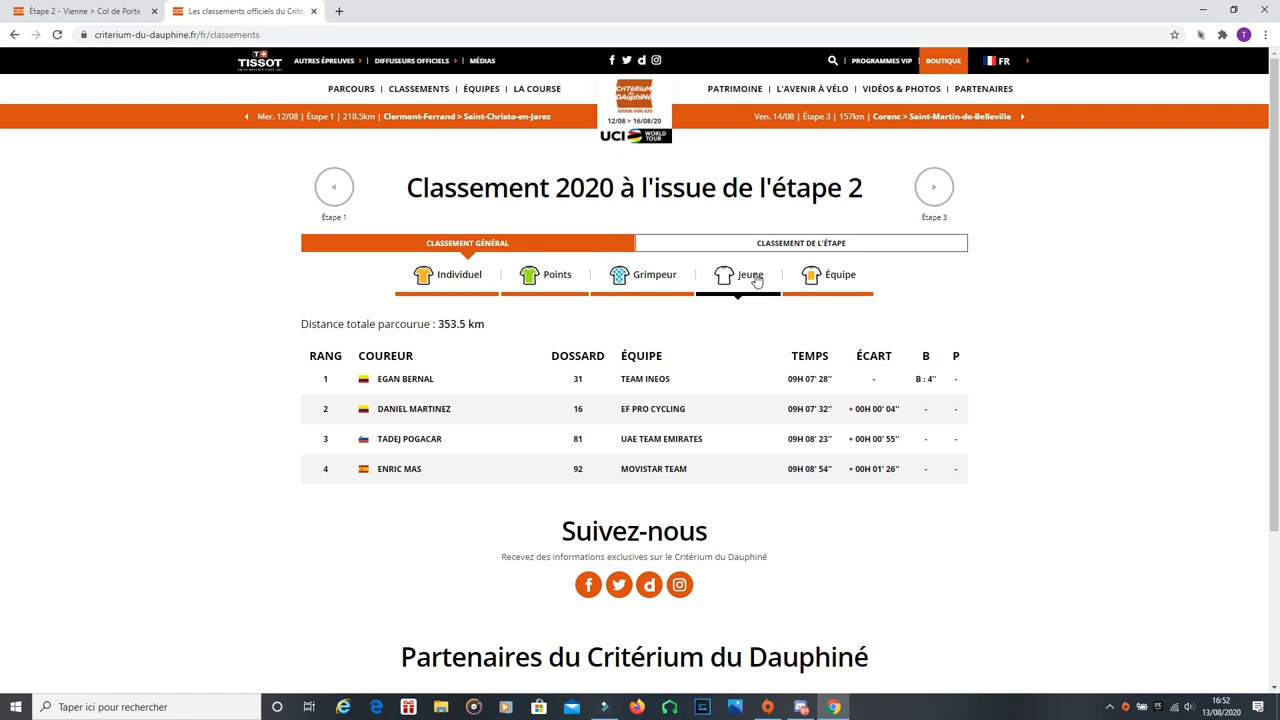 Étape 2 - Vienne > Col de Porte
Les classements officiels du Crité
criterium-du-dauphine.fr/fr/classements
T
TISSOT
AUTRES ÉPREUVES
DIFFUSEURS OFFICIELS
MÉDIAS
PROGRAMMES VIP
BOUTIQUE
FR
PARCOURS | CLASSEMENTS | ÉQUIPES | LA COURSE
CRITÉRIUM DU DAUPHINÉ
PATRIMOINE | L'AVENIR À VÉLO | VIDÉOS & PHOTOS | PARTENAIRES
12/08 > 16/08/20
Mer. 12/08 | Étape 1 | 218.5km | Clermont-Ferrand > Saint-Christo-en-Jarez
Ven. 14/08 | Étape 3 | 157km | Corenc > Saint-Martin-de-Belleville
UCI WORLD TOUR
Classement 2020 à l'issue de l'étape 2
Étape 1
Étape 3
CLASSEMENT GÉNÉRAL
CLASSEMENT DE L'ÉTAPE
Individuel | Points | Grimpeur | Jeune | Équipe
Distance totale parcourue : 353.5 km
RANG COUREUR DOSSARD ÉQUIPE TEMPS ÉCART B P
1 EGAN BERNAL 31 TEAM INEOS 09H 07' 28'' - B : 4'' -
2 DANIEL MARTINEZ 16 EF PRO CYCLING 09H 07' 32'' + 00H 00' 04'' - -
3 TADEJ POGACAR 81 UAE TEAM EMIRATES 09H 08' 23'' + 00H 00' 55'' - -
4 ENRIC MAS 92 MOVISTAR TEAM 09H 08' 54'' + 00H 01' 26'' - -
Suivez-nous
Recevez des informations exclusives sur le Critérium du Dauphiné
Partenaires du Critérium du Dauphiné
Taper ici pour rechercher
16:52
13/08/2020